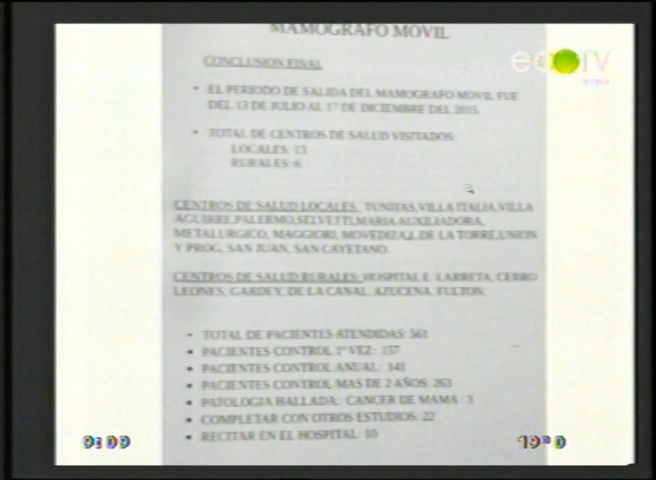 MAMOGRAFO MOVIL
CONCLUSION FINAL
• EL PERIODO DE SALIDA DEL MAMOGRAFO MOVIL FUE
DEL 13 DE JULIO AL 17 DE DICIEMBRE DEL 2015.
• TOTAL DE CENTROS DE SALUD VISITADOS:
LOCALES: 13
RURALES: 6
CENTROS DE SALUD LOCALES: TUNITAS, VILLA ITALIA, VILLA
AGUIRRE, PALERMO, SELVETTI, MARIA AUXILIADORA,
METALURGICO, MAGGIORI, MOVEDIZA, L. DE LA TORRE, UNION
Y PROG, SAN JUAN, SAN CAYETANO.
CENTROS DE SALUD RURALES: HOSPITAL E. LARRETA, CERRO
LEONES, GARDEY, DE LA CANAL, AZUCENA, FULTON.
• TOTAL DE PACIENTES ATENDIDAS: 561
• PACIENTES CONTROL 1º VEZ: 157
• PACIENTES CONTROL ANUAL: 141
• PACIENTES CONTROL MAS DE 2 AÑOS: 263
• PATOLOGIA HALLADA: CANCER DE MAMA : 3
• COMPLETAR CON OTROS ESTUDIOS: 22
• RECITAR EN EL HOSPITAL: 10
eCOTV
9:09
19º0